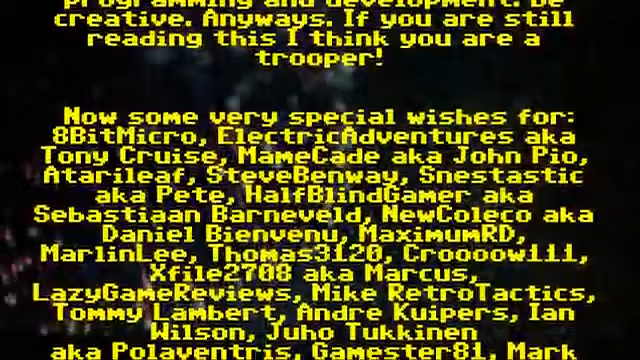 programming and development. Be
creative. Anyways. If you are still
reading this I think you are a
trooper!
Now some very special wishes for:
8BitMicro, ElectricAdventures aka
Tony Cruise, MameCade aka John Pio,
Atarileaf, SteveBenway, Snestastic
aka Pete, HalfBlindGamer aka
Sebastiaan Barneveld, NewColeco aka
Daniel Bienvenu, MaximumRD,
MarlinLee, Thomas3120, Croooow111,
Xfile2708 aka Marcus,
LazyGameReviews, Mike RetroTactics,
Tommy Lambert, Andre Kuipers, Ian
Wilson, Juho Tukkinen
aka Polaventris, Gamester81, Mark